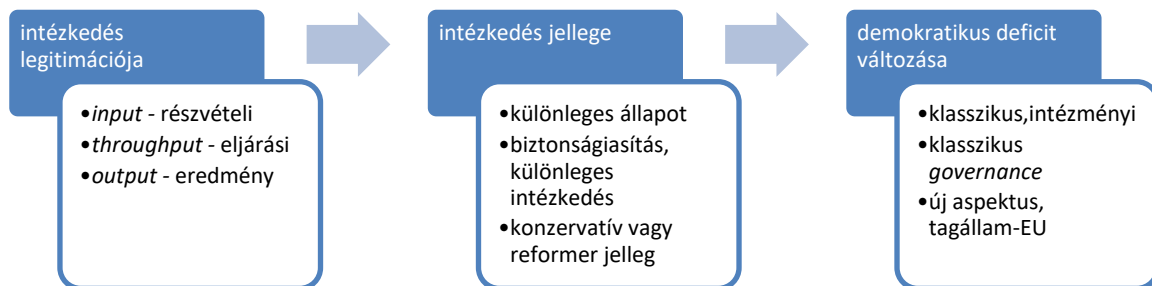 intézkedés
legitimációja
•input - részvételi
•throughput - eljárási
•output - eredmény
intézkedés jellege
•különleges állapot
•biztonságiasítás,
különleges
intézkedés
•konzervatív vagy
reformer jelleg
demokratikus deficit
változása
•klasszikus,intézményi
•klasszikus
governance
•új aspektus,
tagállam-EU